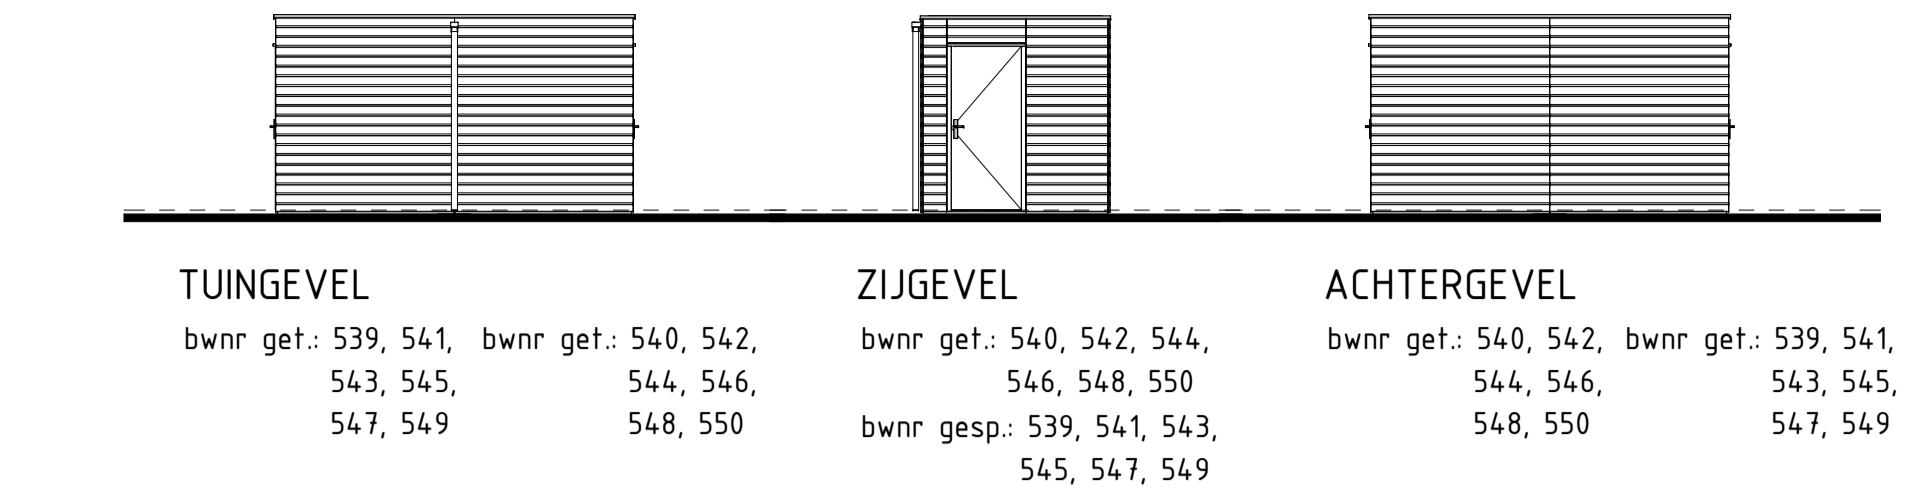 TUINGEVEL
bwnr get.: 539, 541,
543, 545,
547, 549
bwnr get.: 540, 542,
544, 546,
548, 550
ZIJGEVEL
bwnr get.: 540, 542, 544,
546, 548, 550
bwnr gesp.: 539, 541, 543,
545, 547, 549
ACHTERGEVEL
bwnr get.: 540, 542,
544, 546,
548, 550
bwnr get.: 539, 541,
543, 545,
547, 549